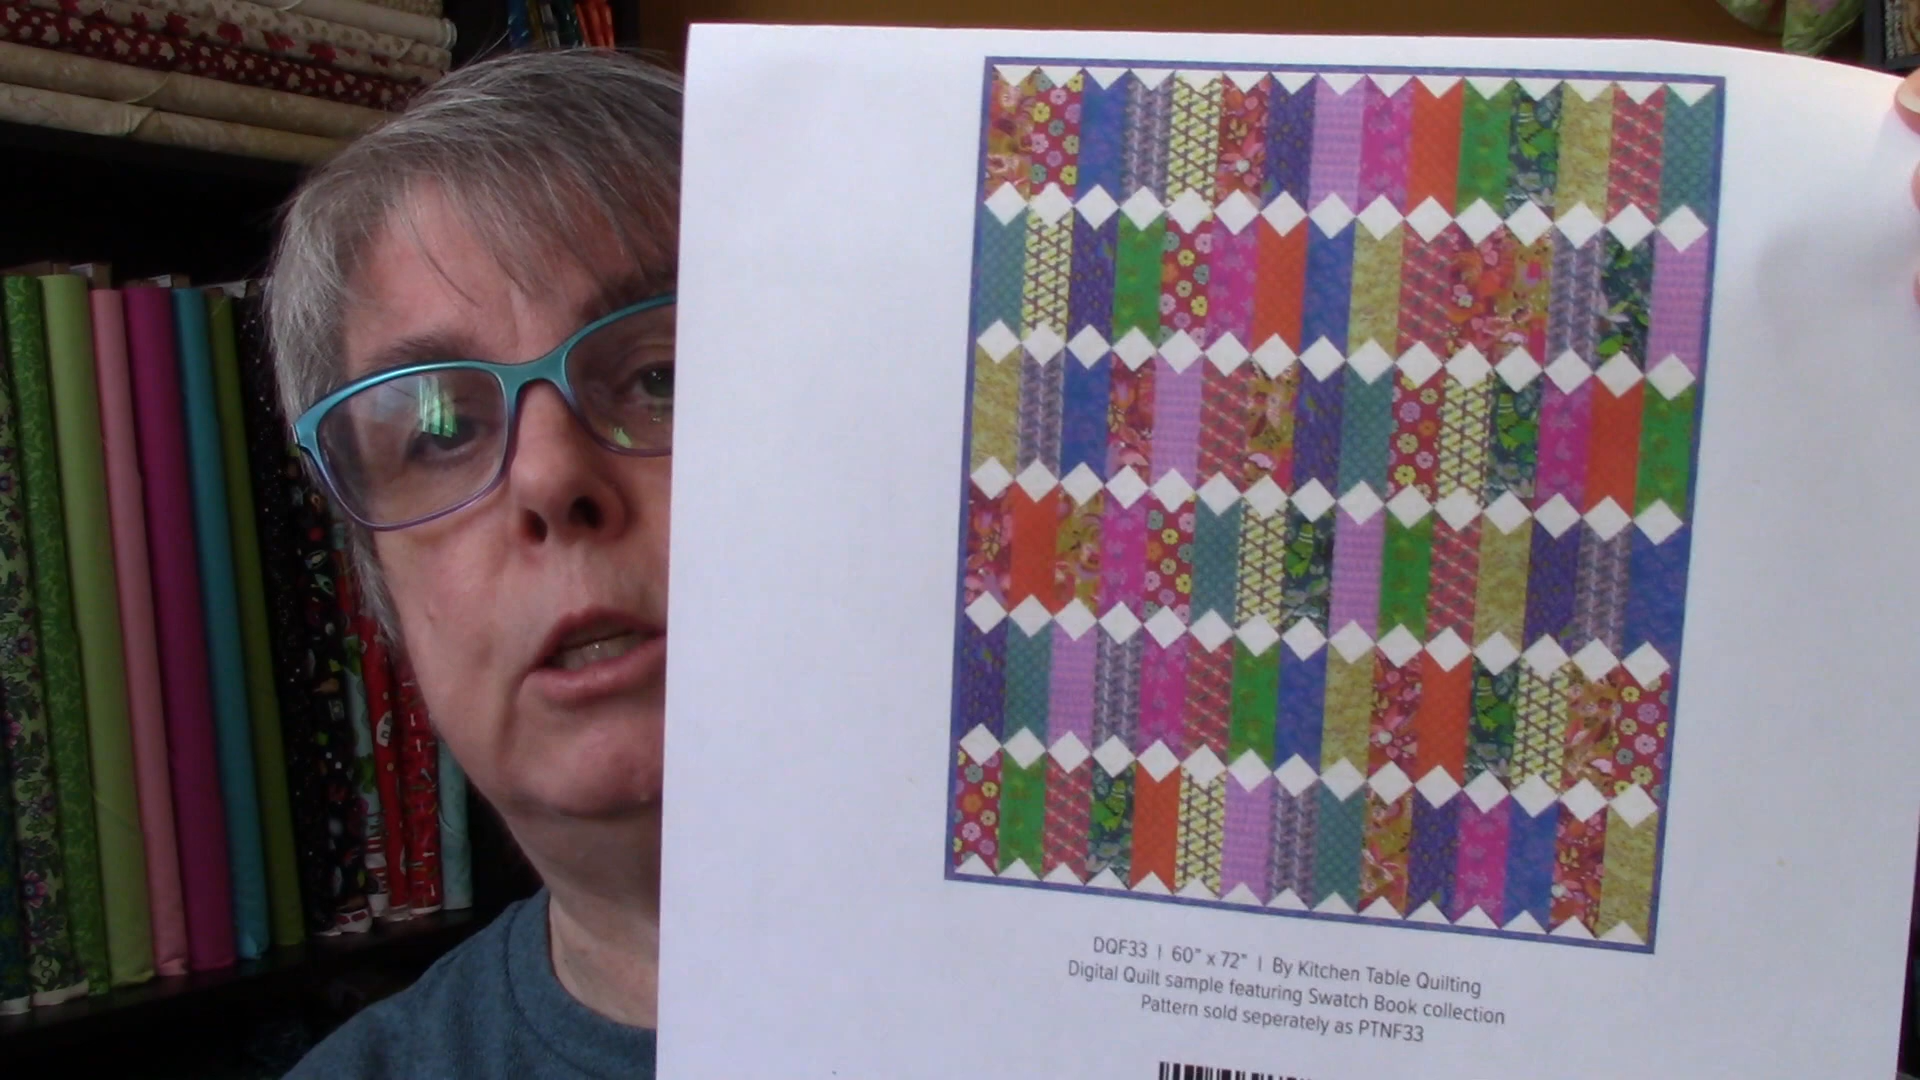 DQF33 | 60" x 72" | By Kitchen Table Quilting
Digital Quilt sample featuring Swatch Book collection
Pattern sold seperately as PTNF33